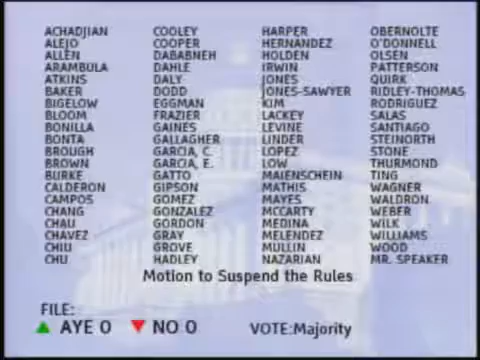 ACHADJIAN COOLEY HARPER OBERNOLTE
ALEJO COOPER HERNÁNDEZ O'DONNELL
ALLEN DABABNEH HOLDEN OLSEN
ARAMBULA DAHLE IRWIN PATTERSON
ATKINS DALY JONES QUIRK
BAKER DODD JONES-SAWYER RIDLEY-THOMAS
BIGELOW EGGMAN KIM RODRIGUEZ
BLOOM FRAZIER LACKEY SALAS
BONILLA GAINES LEVINE SANTIAGO
BONTA GALLAGHER LINDER STEINORTH
BROUGH GARCIA, C. LOPEZ STONE
BROWN GARCIA, E. LOW THURMOND
BURKE GATTO MAIENSCHEIN TING
CALDERON GIPSON MATHIS WAGNER
CAMPOS GOMEZ MAYES WALDRON
CHANG GONZALEZ MCCARTY WEBER
CHAU GORDON MEDINA WILK
CHAVEZ GRAY MELENDEZ WILLIAMS
CHIU GROVE MULLIN WOOD
CHU HADLEY NAZARIAN MR. SPEAKER
Motion to Suspend the Rules
FILE:
▲ AYE 0 ▼ NO 0 VOTE:Majority